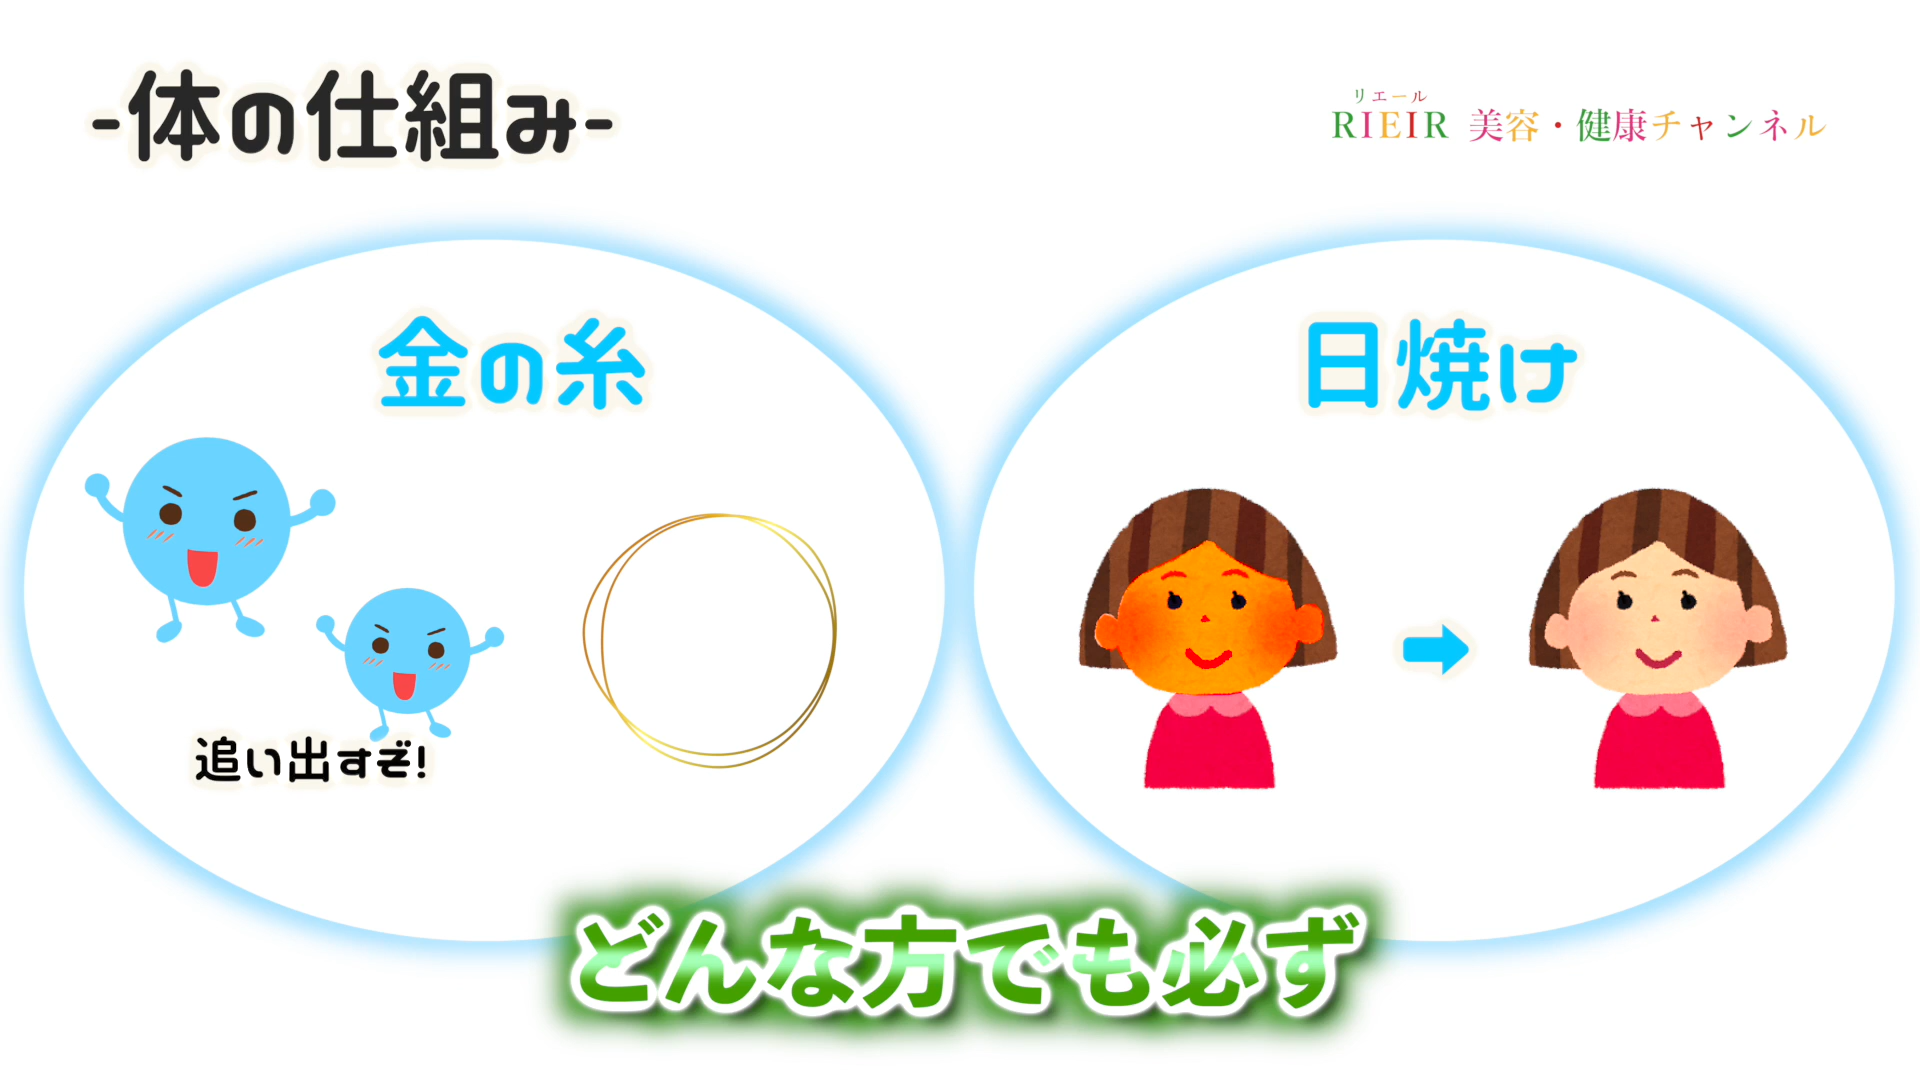 -体の仕組み-
リエール
RIEIR 美容・健康チャンネル
金の糸
追い出すぞ!
日焼け
どんな方でも必ず